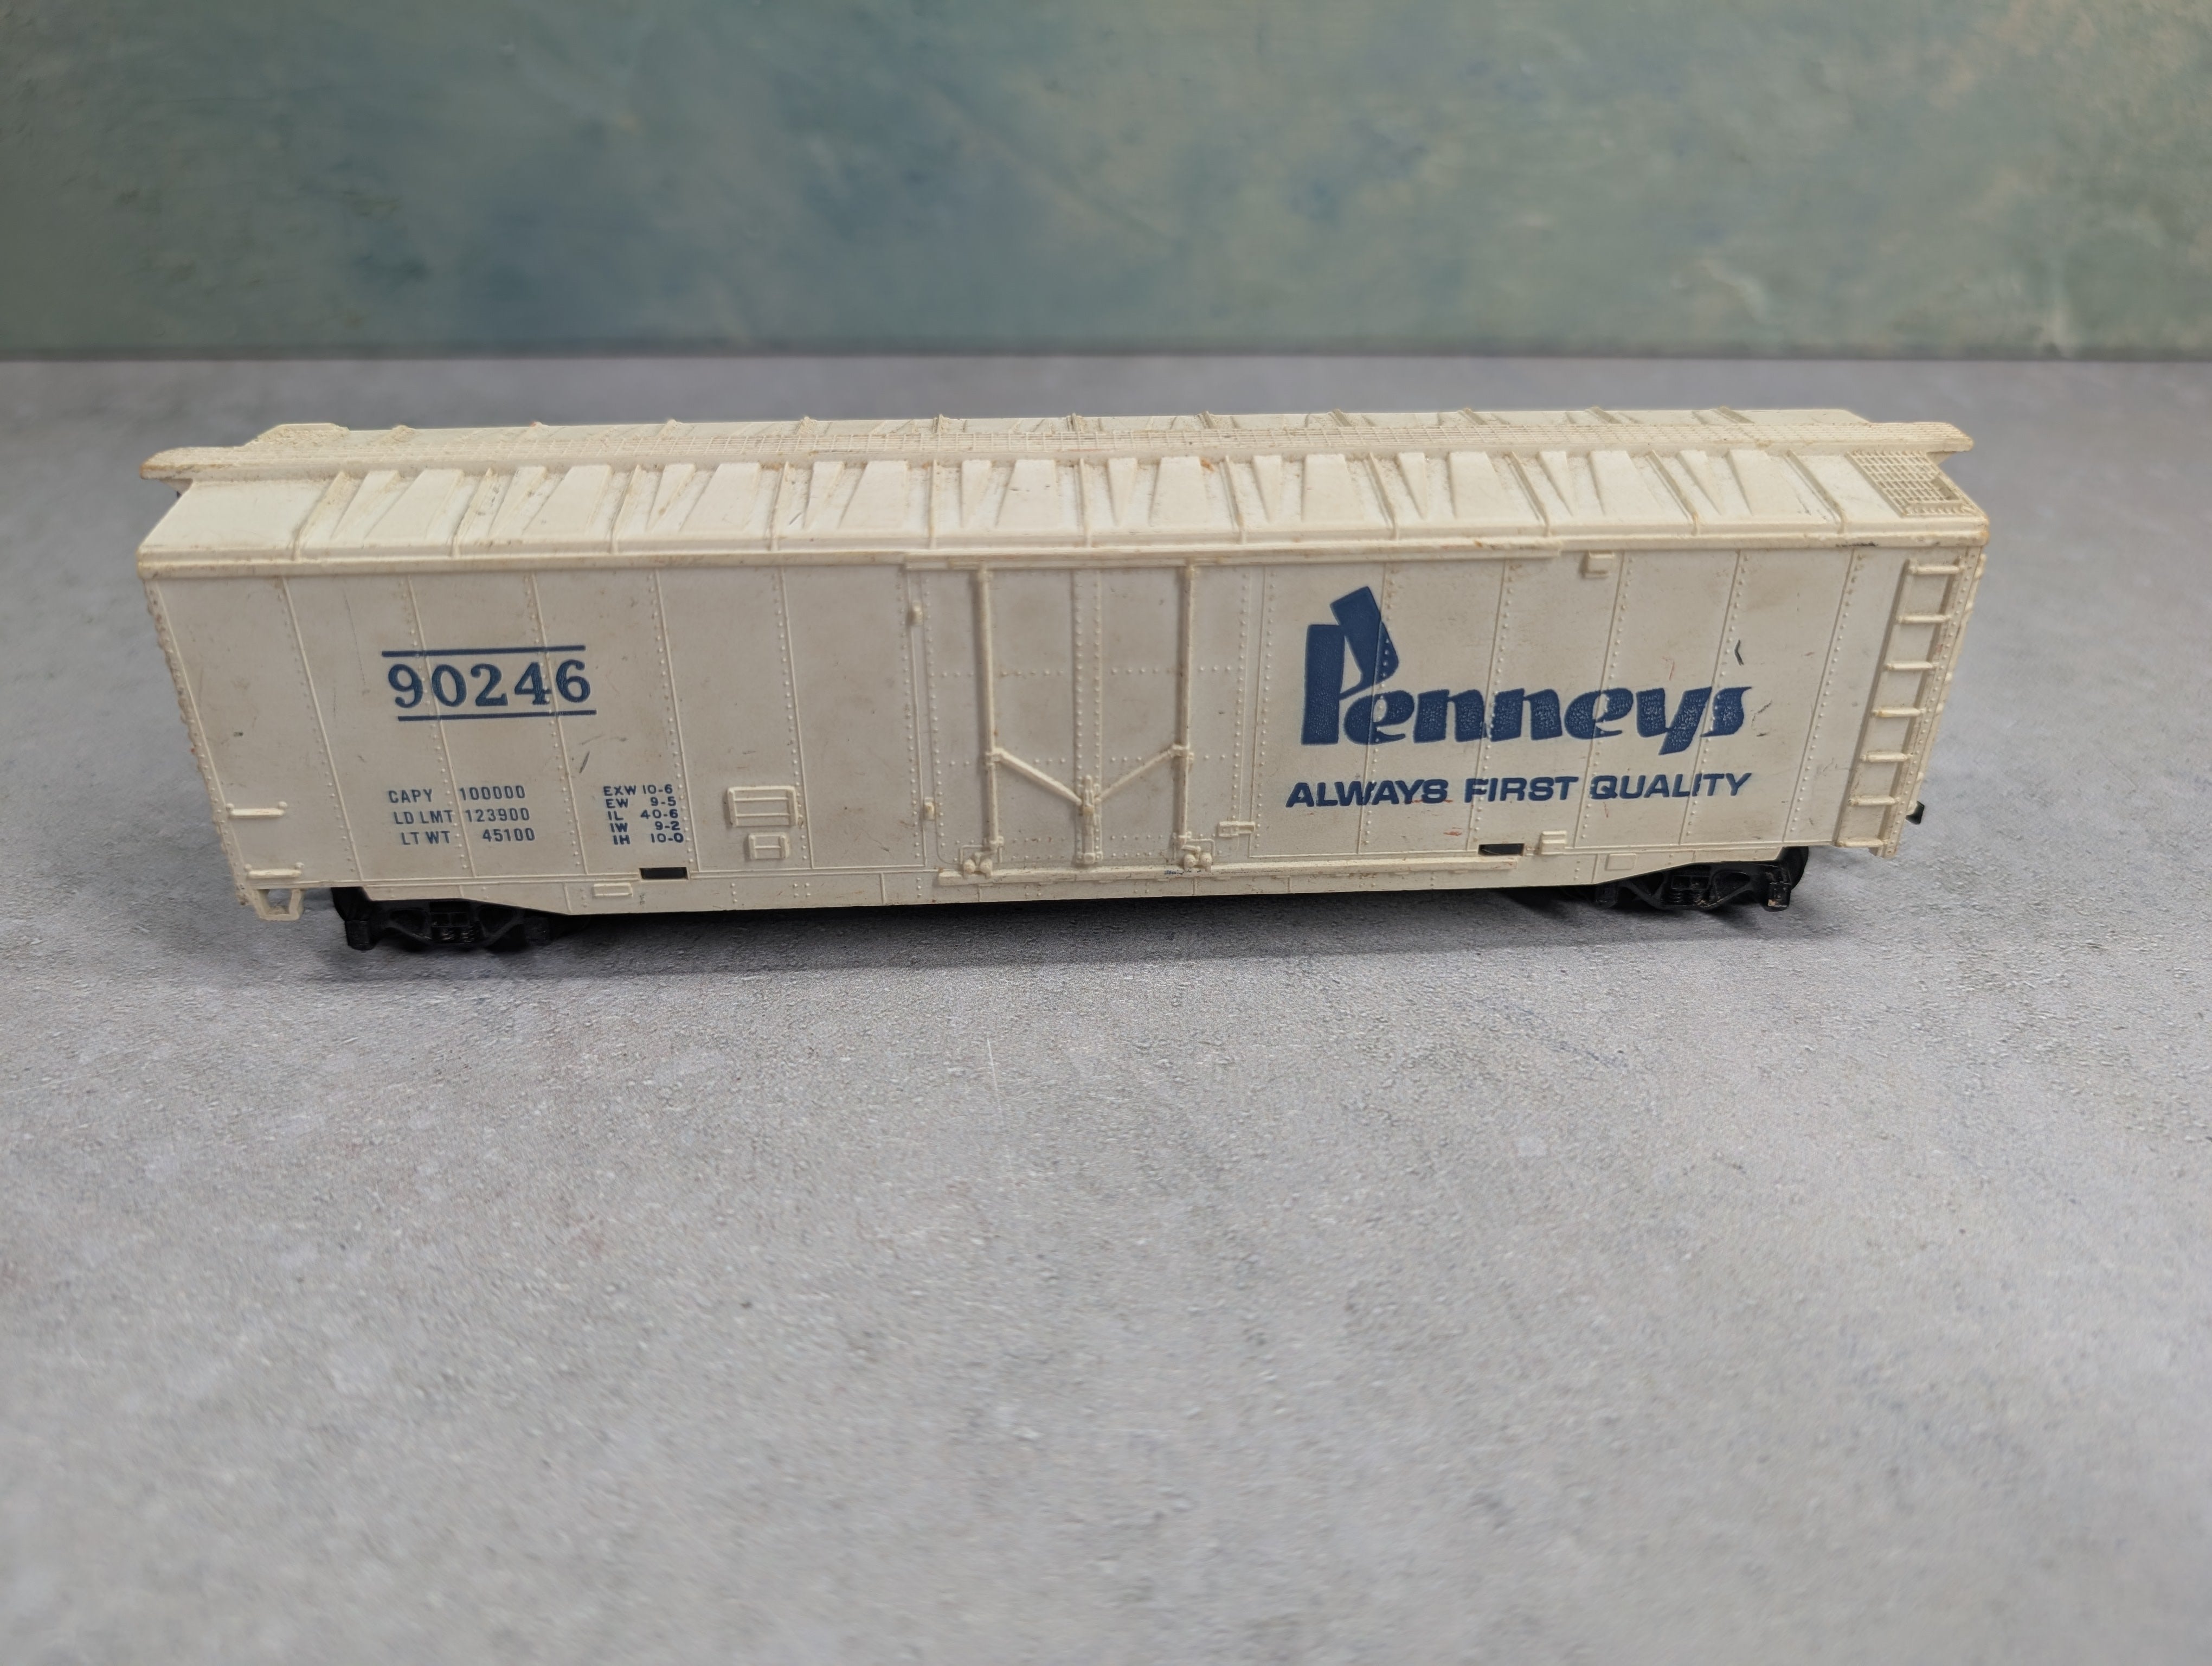 90246
CAPY 100000
LD LMT 123900
LT WT 45100
EXW 10-6
EW 9-5
IL 40-6
IW 9-2
IH 10-0
Penneys
ALWAYS FIRST QUALITY